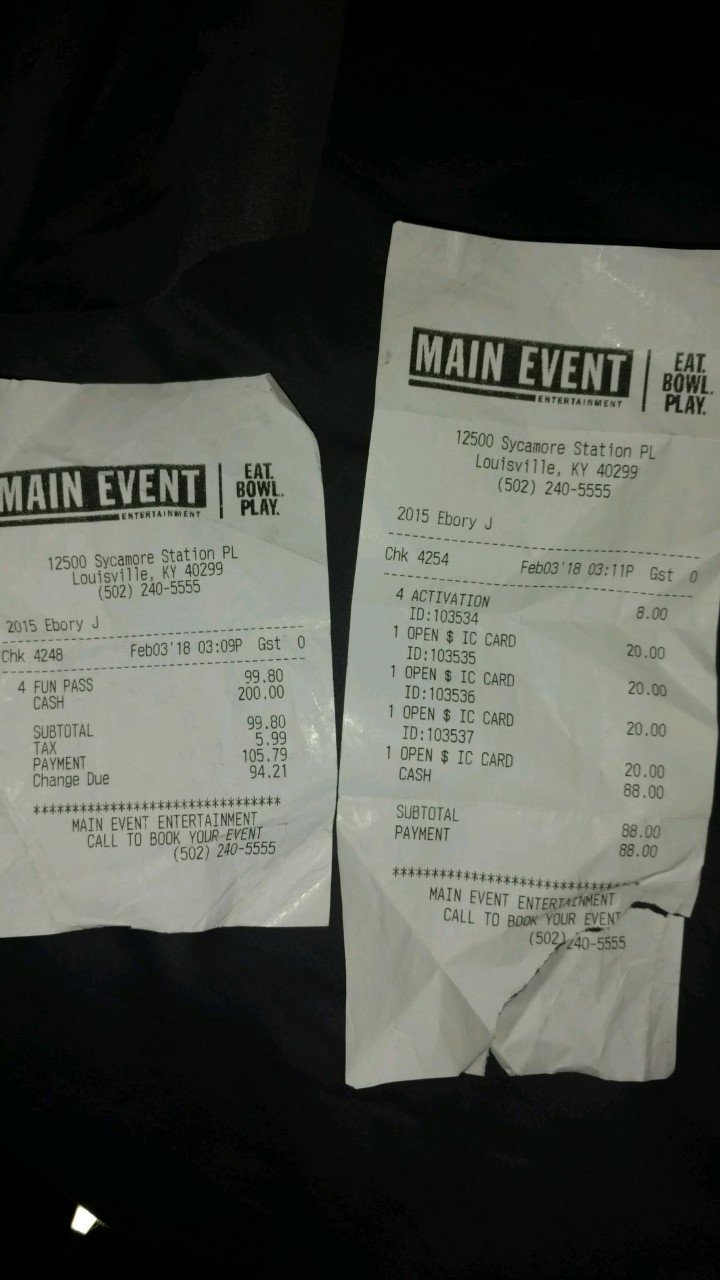 MAIN EVENT
ENTERTAINMENT
EAT.
BOWL.
PLAY.
12500 Sycamore Station PL
Louisville, KY 40299
(502) 240-5555
2015 Ebory J
Chk 4248 Feb03'18 03:09P Gst 0
4 FUN PASS 99.80
CASH 200.00
SUBTOTAL 99.80
TAX 5.99
PAYMENT 105.79
Change Due 94.21
********************************
MAIN EVENT ENTERTAINMENT
CALL TO BOOK YOUR EVENT
(502) 240-5555
MAIN EVENT
ENTERTAINMENT
EAT.
BOWL.
PLAY.
12500 Sycamore Station PL
Louisville, KY 40299
(502) 240-5555
2015 Ebory J
Chk 4254 Feb03'18 03:11P Gst 0
4 ACTIVATION 8.00
ID:103534
1 OPEN $ IC CARD 20.00
ID:103535
1 OPEN $ IC CARD 20.00
ID:103536
1 OPEN $ IC CARD 20.00
ID:103537
1 OPEN $ IC CARD 20.00
CASH 88.00
SUBTOTAL 88.00
PAYMENT 88.00
********************************
MAIN EVENT ENTERTAINMENT
CALL TO BOOK YOUR EVENT
(502) 240-5555